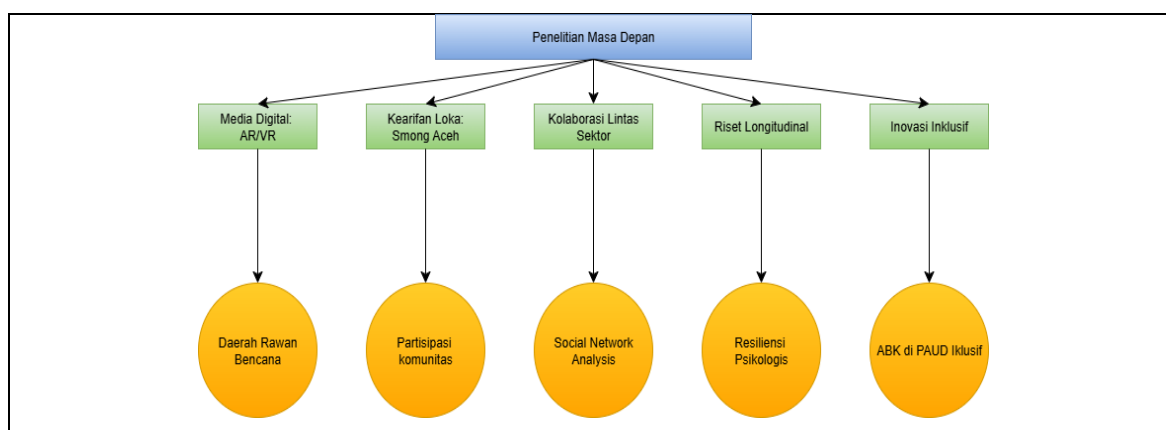 Penelitian Masa Depan
Media Digital:
AR/VR
Kearifan Loka:
Smong Aceh
Kolaborasi Lintas
Sektor
Riset Longitudinal
Inovasi Inklusif
Daerah Rawan
Bencana
Partisipasi
komunitas
Social Network
Analysis
Resiliensi
Psikologis
ABK di PAUD Iklusif